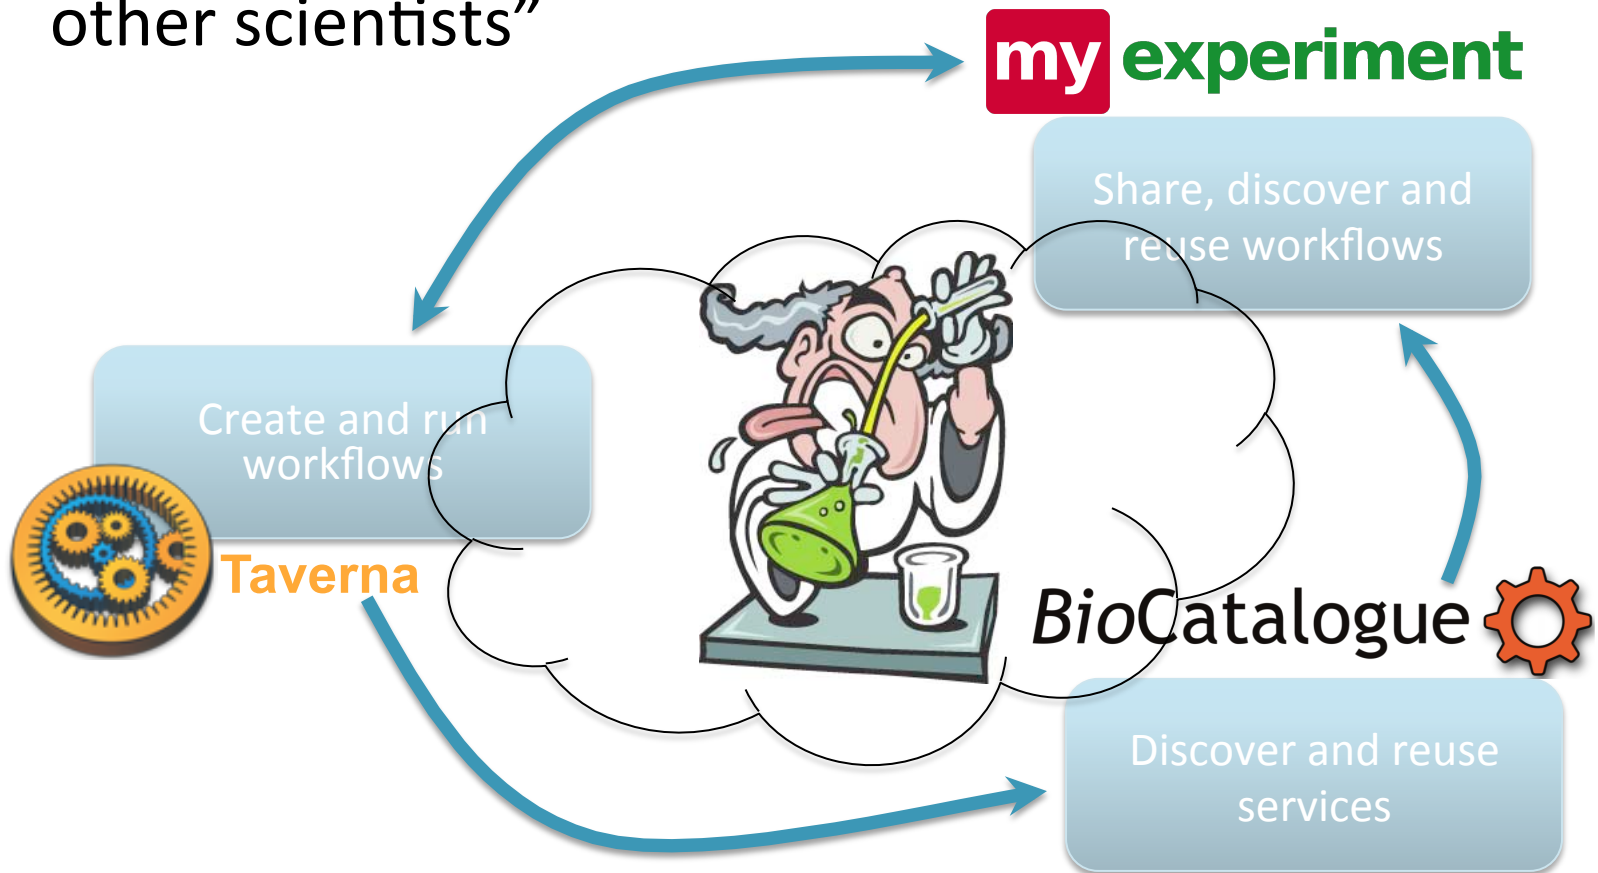 other scientists”
my experiment
Share, discover and
reuse workflows
Create and run
workflows
Taverna
BioCatalogue
Discover and reuse
services